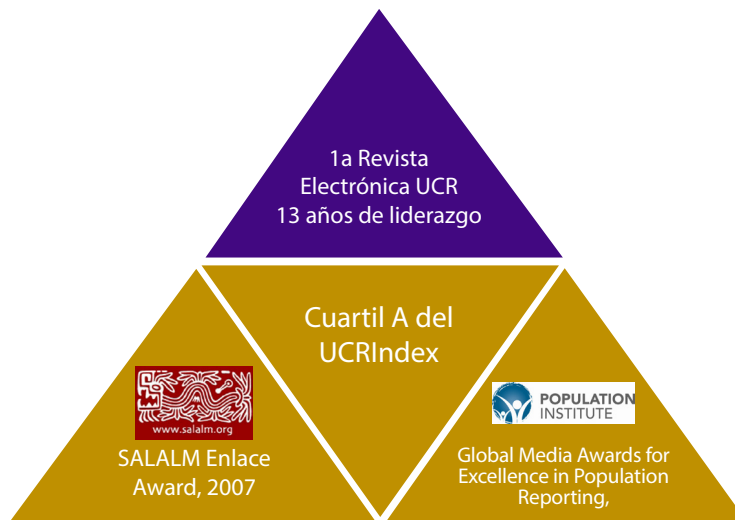 1a Revista
Electrónica UCR
13 años de liderazgo
Cuartil A del
UCRIndex
www.salalm.org
SALALM Enlace
Award, 2007
POPULATION
INSTITUTE
Global Media Awards for
Excellence in Population
Reporting,